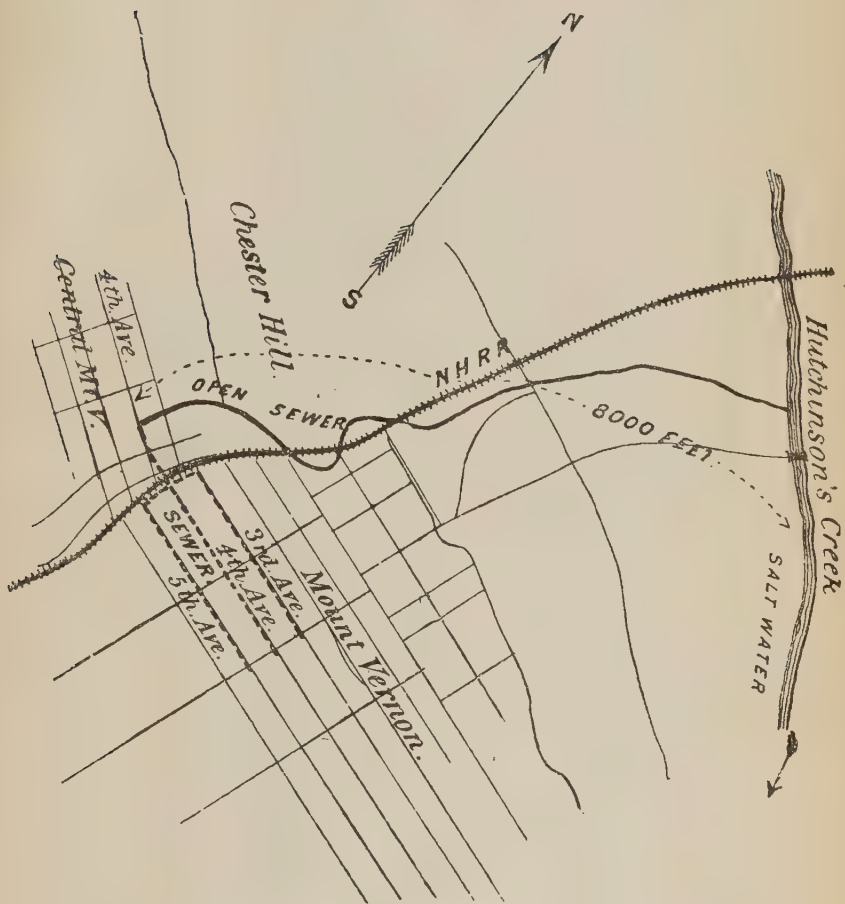 N
S
Chester Hill.
Central Mt. V.
4th. Ave.
OPEN SEWER
NHRR
8000 FEET
Hutchinson's Creek
SALT WATER
SEWER
3rd. Ave.
4th. Ave.
5th. Ave.
Mount Vernon.